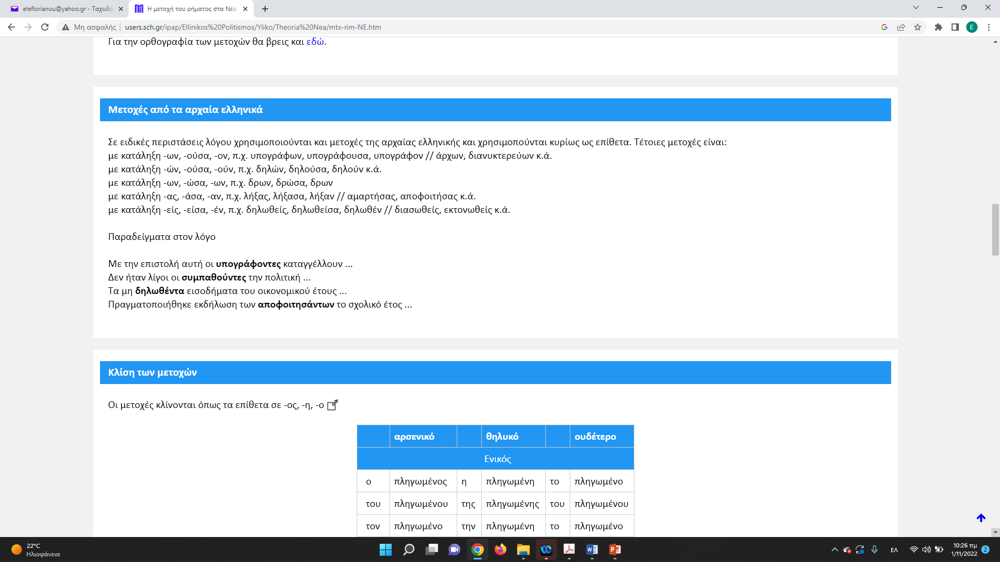 eleflorianou@yahoo.gr - Ταχυδρ
Η μετοχή του ρήματος στα Νέα
Μη ασφαλής
users.sch.gr/ipap/Ellinikos%20Politismos/Yliko/Theoria%20Nea/mtx-rim-NE.htm
E
Για την ορθογραφία των μετοχών θα βρεις και εδώ.
Μετοχές από τα αρχαία ελληνικά
Σε ειδικές περιστάσεις λόγου χρησιμοποιούνται και μετοχές της αρχαίας ελληνικής και χρησιμοπούνται κυρίως ως επίθετα. Τέτοιες μετοχές είναι:
με κατάληξη -ων, -ούσα, -ον, π.χ. υπογράφων, υπογράφουσα, υπογράφον // άρχων, διανυκτερεύων κ.ά.
με κατάληξη -ών, -ούσα, -ούν, π.χ. δηλών, δηλούσα, δηλούν κ.ά.
με κατάληξη -ων, -ώσα, -ων, π.χ. δρων, δρώσα, δρων
με κατάληξη -ας, -άσα, -αν, π.χ. λήξας, λήξασα, λήξαν // αμαρτήσας, αποφοιτήσας κ.ά.
με κατάληξη -είς, -είσα, -έν, π.χ. δηλωθείς, δηλωθείσα, δηλωθέν // διασωθείς, εκτονωθείς κ.ά.
Παραδείγματα στον λόγο
Με την επιστολή αυτή οι υπογράφοντες καταγγέλλουν ...
Δεν ήταν λίγοι οι συμπαθούντες την πολιτική ...
Τα μη δηλωθέντα εισοδήματα του οικονομικού έτους ...
Πραγματοποιήθηκε εκδήλωση των αποφοιτησάντων το σχολικό έτος ...
Κλίση των μετοχών
Οι μετοχές κλίνονται όπως τα επίθετα σε -ος, -η, -ο
αρσενικό θηλυκό ουδέτερο
Ενικός
ο πληγωμένος η πληγωμένη το πληγωμένο
του πληγωμένου της πληγωμένης του πληγωμένου
τον πληγωμένο την πληγωμένη το πληγωμένο
22°C
Ηλιοφάνεια
ΕΛ
10:26 πμ
1/11/2022
2